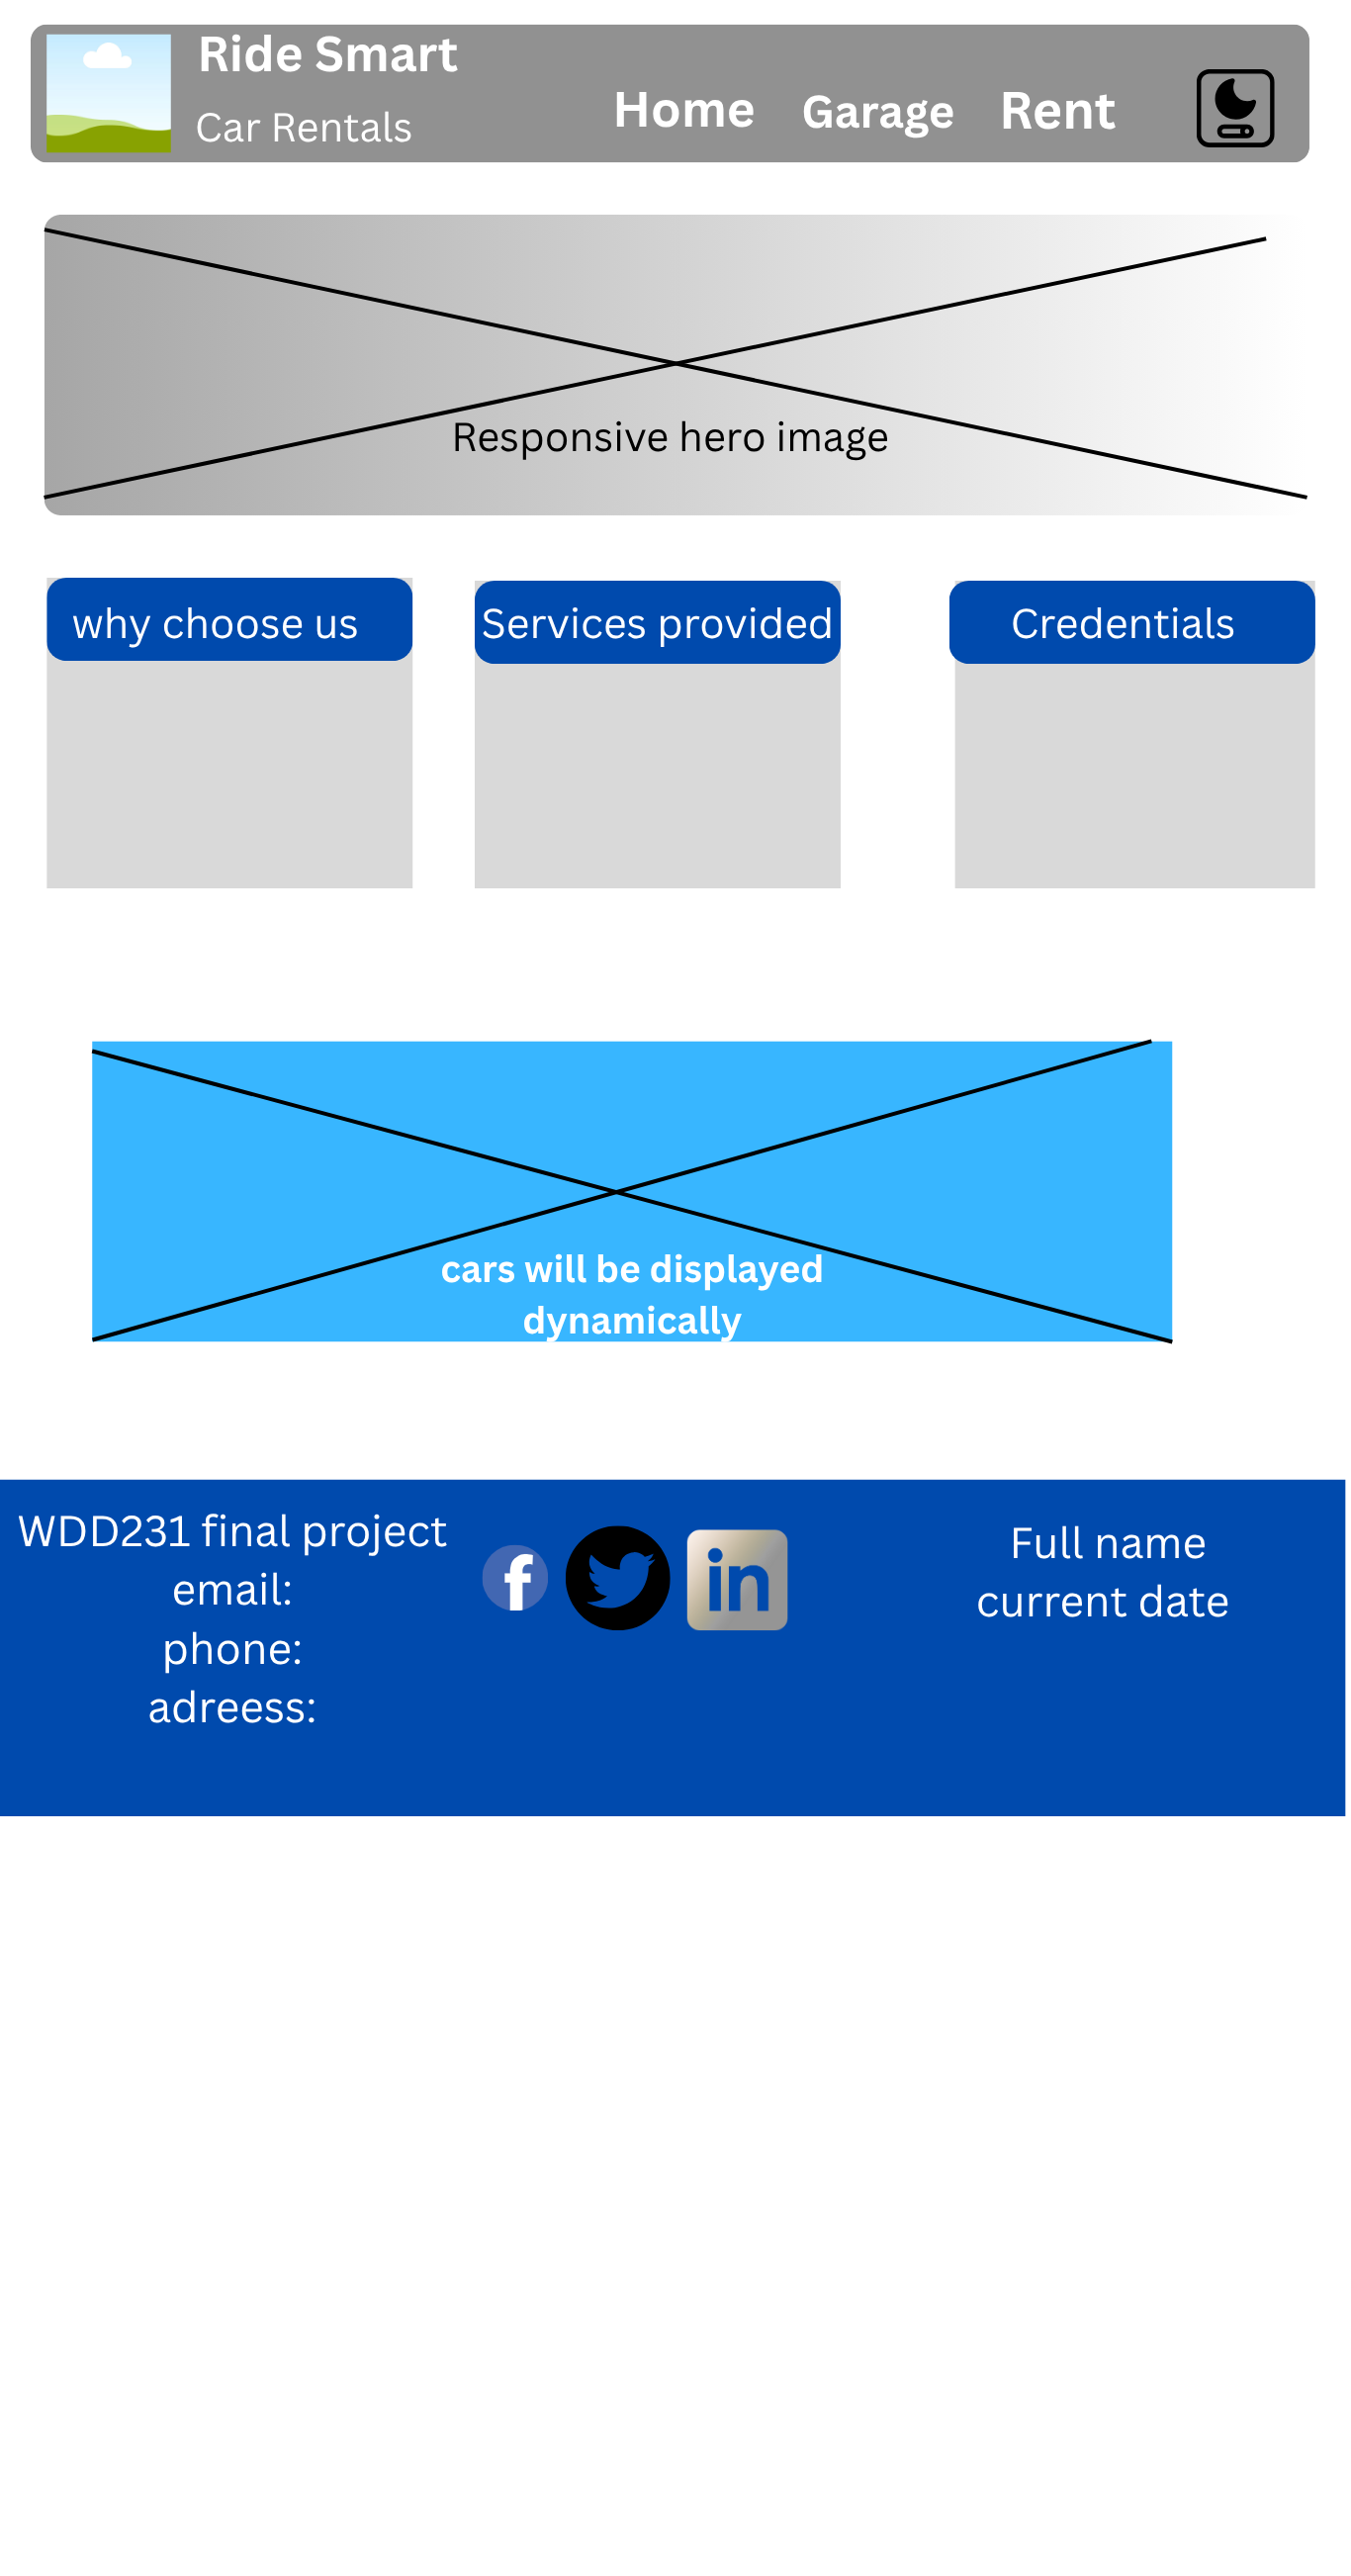 Ride Smart
Car Rentals
Home Garage Rent
Responsive hero image
why choose us
Services provided
Credentials
cars will be displayed
dynamically
WDD231 final project
email:
phone:
adreess:
f
in
Full name
current date